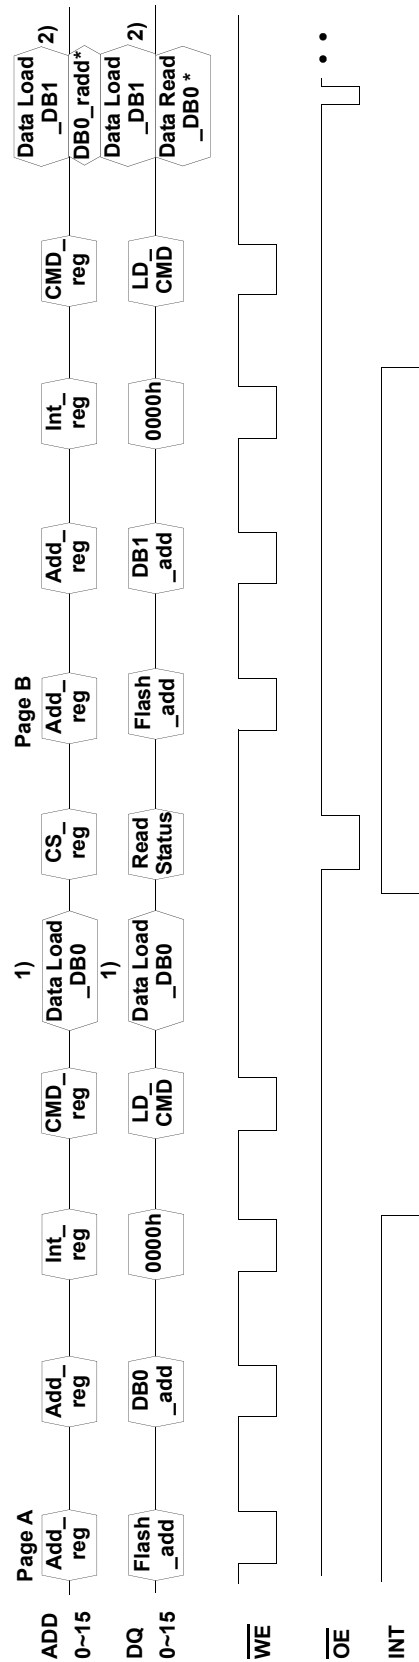 Page A
Page B
ADD
0~15
Add_
reg
Add_
reg
Int_
reg
CMD_
reg
1)
Data Load
_DB0
CS_
reg
Add_
reg
Add_
reg
Int_
reg
CMD_
reg
Data Load
_DB1
2)
DB0_radd*
DQ
0~15
Flash
_add
DB0
_add
0000h
LD_
CMD
1)
Data Load
_DB0
Read
Status
Flash
_add
DB1
_add
0000h
LD_
CMD
Data Load
_DB1
2)
Data Read
_DB0 *
WE
OE
INT